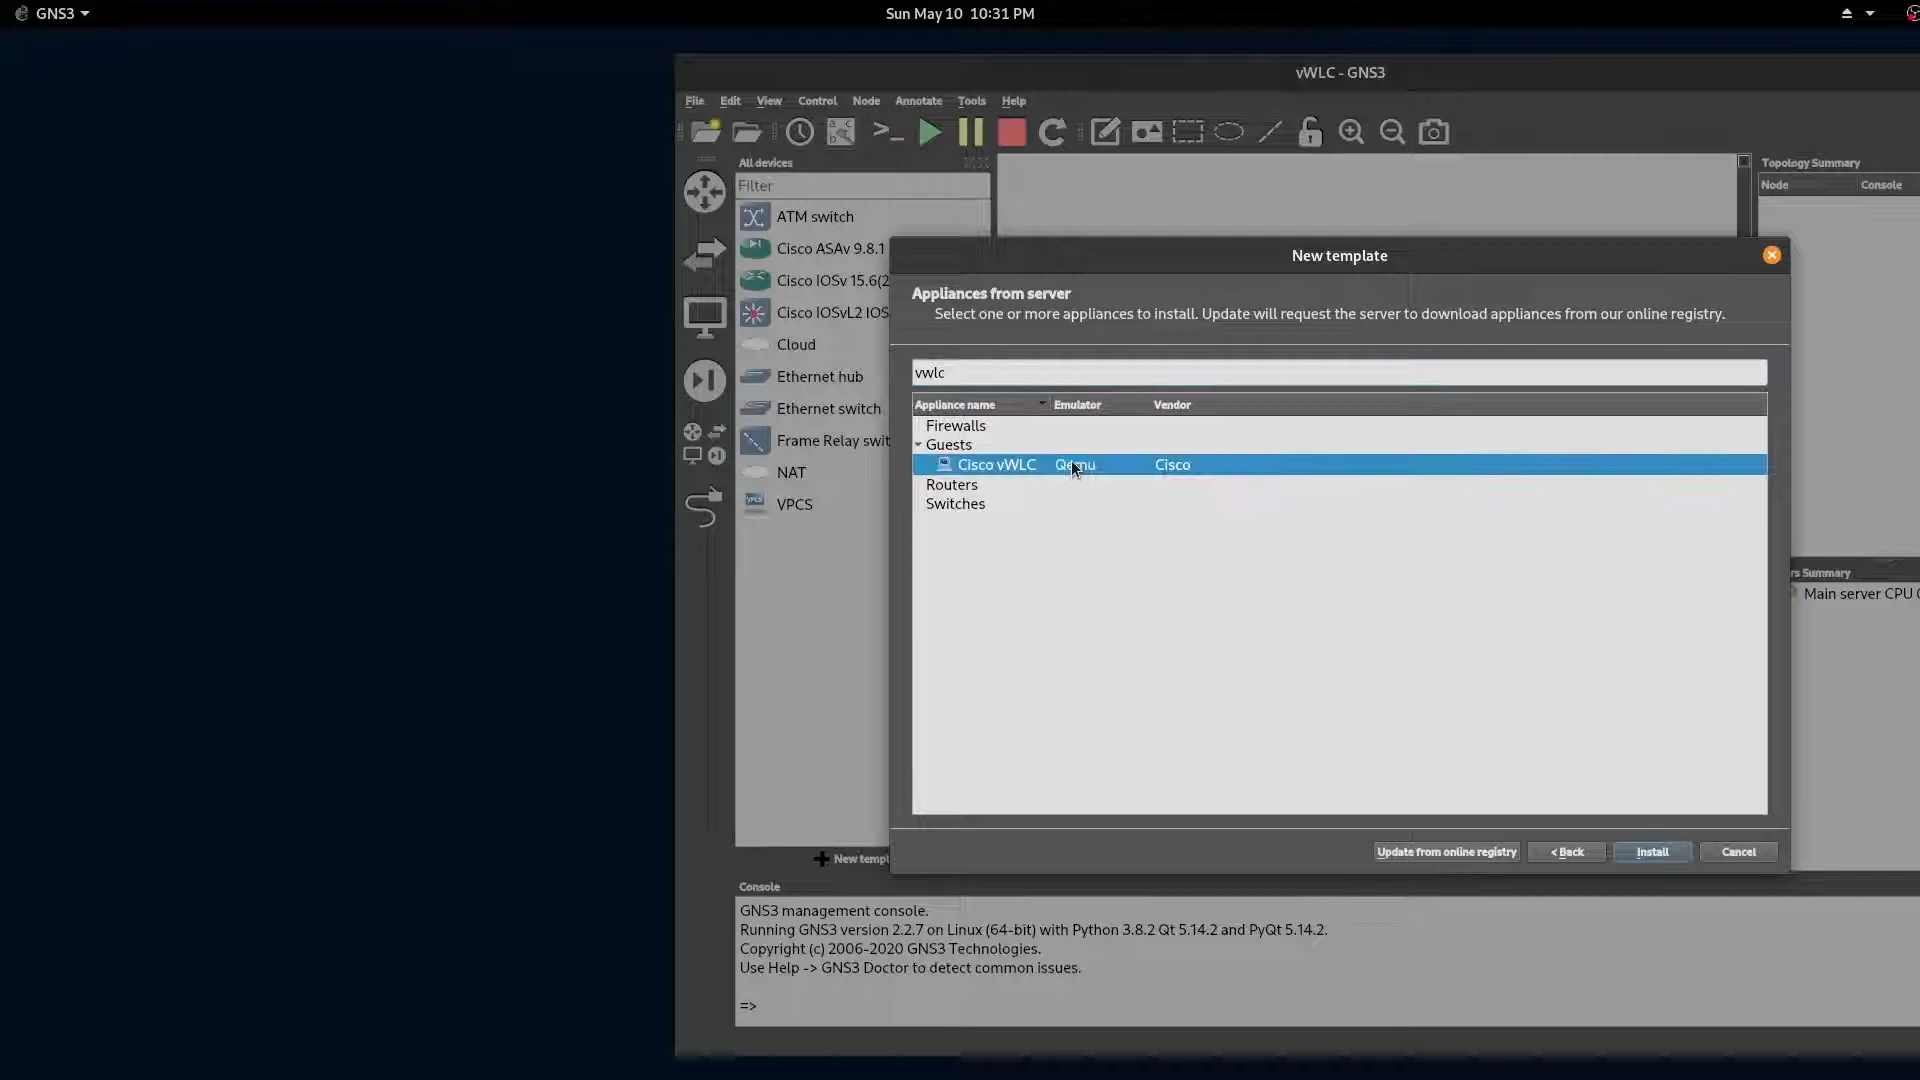 GNS3
Sun May 10 10:31 PM
vWLC - GNS3
File Edit View Control Node Annotate Tools Help
All devices
Topology Summary
Filter
Node Console
ATM switch
Cisco ASAv 9.8.1
Cisco IOSv 15.6(2
Cisco IOSvL2 IOS
Cloud
Ethernet hub
Ethernet switch
Frame Relay swit
NAT
VPCS
New template
Appliances from server
Select one or more appliances to install. Update will request the server to download appliances from our online registry.
vwlc
Appliance name Emulator Vendor
Firewalls
Guests
Cisco vWLC Qemu Cisco
Routers
Switches
rs Summary
Main server CPU
Update from online registry
< Back
Install
Cancel
New templ
Console
GNS3 management console.
Running GNS3 version 2.2.7 on Linux (64-bit) with Python 3.8.2 Qt 5.14.2 and PyQt 5.14.2.
Copyright (c) 2006-2020 GNS3 Technologies.
Use Help -> GNS3 Doctor to detect common issues.
=>